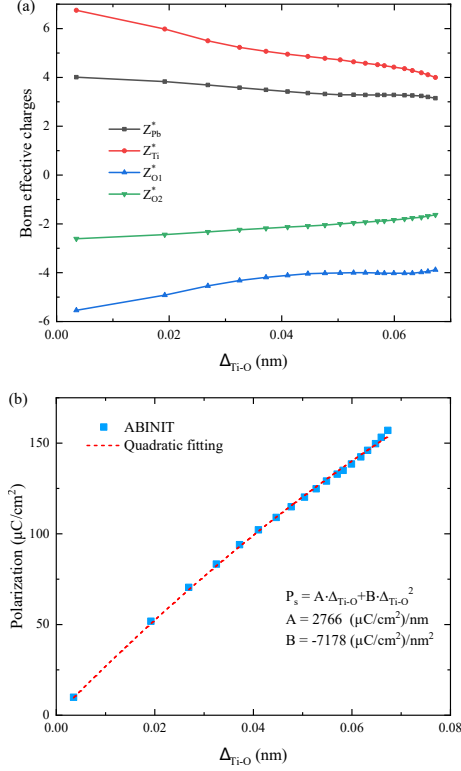 (a)
6
4
2
0
-2
-4
-6
Born effective charges
Z*Pb
Z*Ti
Z*O1
Z*O2
0.00 0.02 0.04 0.06
ΔTi-O (nm)
(b)
150
100
50
0
Polarization (µC/cm²)
ABINIT
Quadratic fitting
Ps = A·ΔTi-O+B·ΔTi-O²
A = 2766 (µC/cm²)/nm
B = -7178 (µC/cm²)/nm²
0.00 0.02 0.04 0.06 0.08
ΔTi-O (nm)